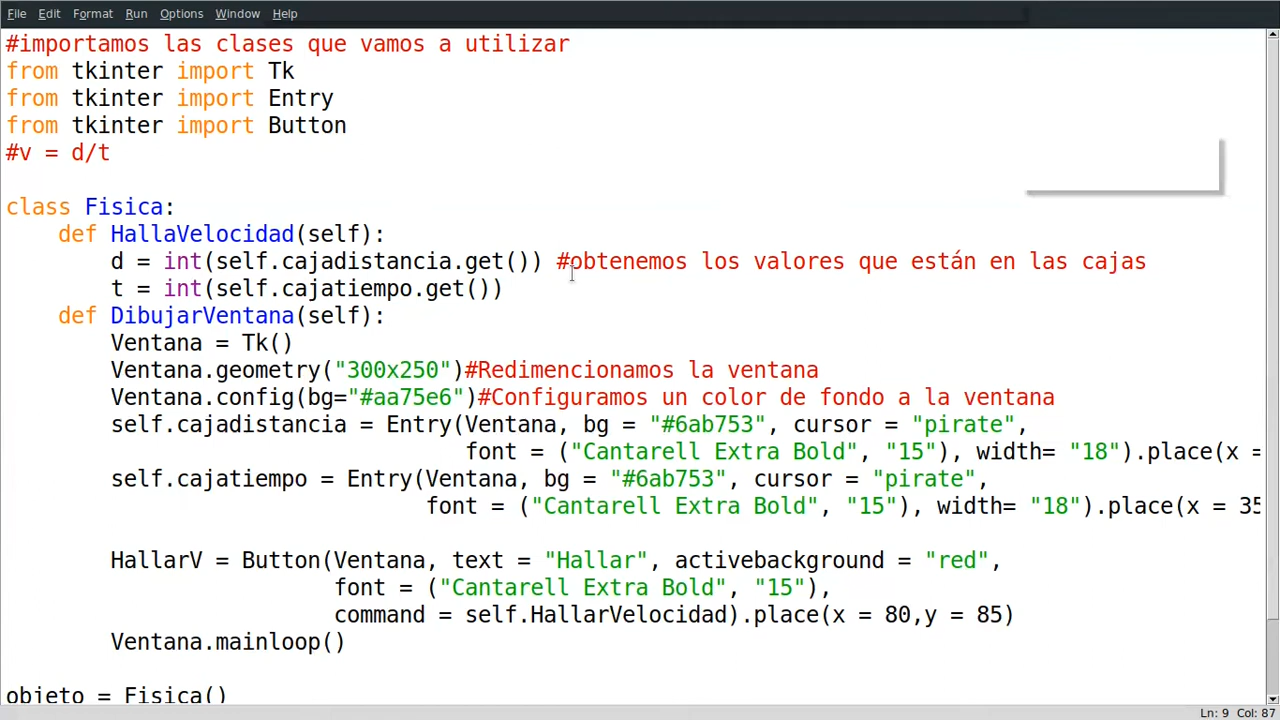 File Edit Format Run Options Window Help
#importamos las clases que vamos a utilizar
from tkinter import Tk
from tkinter import Entry
from tkinter import Button
#v = d/t
class Fisica:
    def HallaVelocidad(self):
        d = int(self.cajadistancia.get()) #obtenemos los valores que están en las cajas
        t = int(self.cajatiempo.get())
    def DibujarVentana(self):
        Ventana = Tk()
        Ventana.geometry("300x250")#Redimencionamos la ventana
        Ventana.config(bg="#aa75e6")#Configuramos un color de fondo a la ventana
        self.cajadistancia = Entry(Ventana, bg = "#6ab753", cursor = "pirate",
                                   font = ("Cantarell Extra Bold", "15"), width= "18").place(x =
        self.cajatiempo = Entry(Ventana, bg = "#6ab753", cursor = "pirate",
                                font = ("Cantarell Extra Bold", "15"), width= "18").place(x = 35
        HallarV = Button(Ventana, text = "Hallar", activebackground = "red",
                         font = ("Cantarell Extra Bold", "15"),
                         command = self.HallarVelocidad).place(x = 80,y = 85)
        Ventana.mainloop()
objeto = Fisica()
Ln: 9 Col: 87